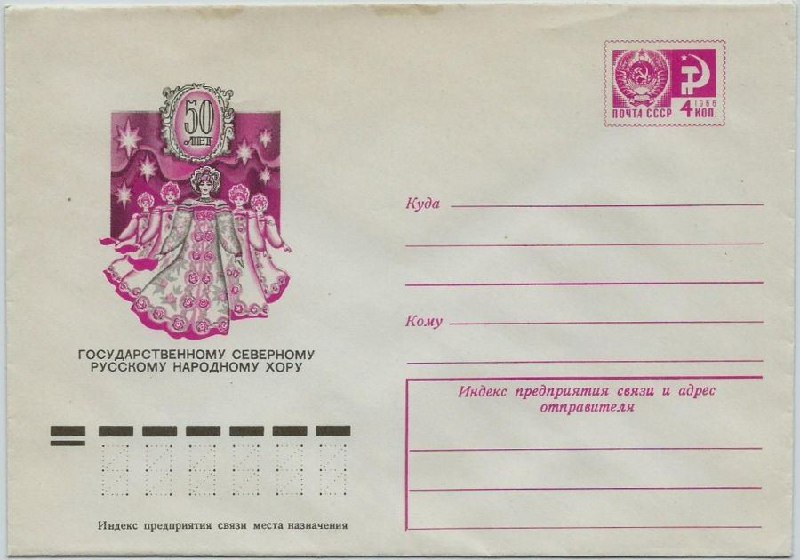 50
ЛЕТ
ПОЧТА СССР
4
1966
КОП
ГОСУДАРСТВЕННОМУ СЕВЕРНОМУ
РУССКОМУ НАРОДНОМУ ХОРУ
Куда
Кому
Индекс предприятия связи и адрес
отправителя
Индекс предприятия связи места назначения